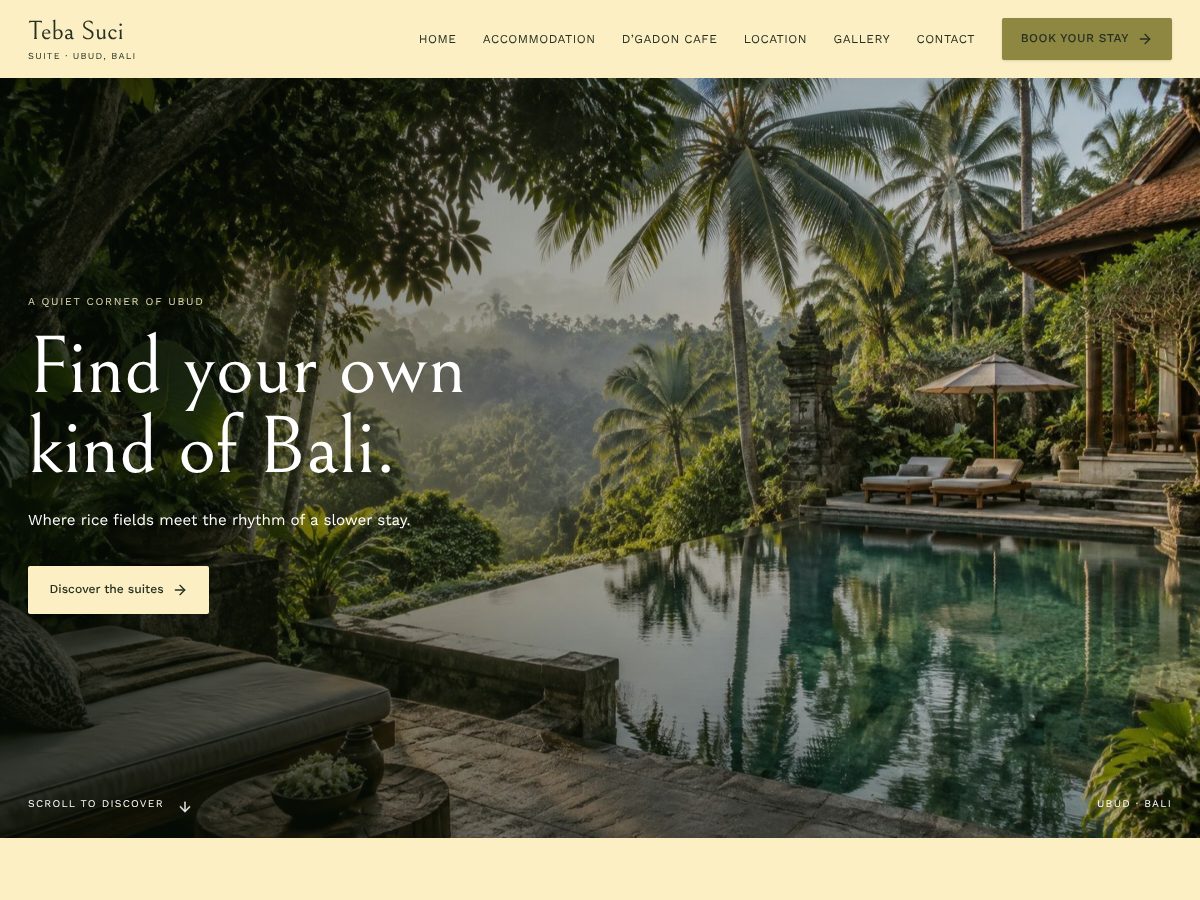 Teba Suci
SUITE · UBUD, BALI
HOME
ACCOMMODATION
D’GADON CAFE
LOCATION
GALLERY
CONTACT
BOOK YOUR STAY
A QUIET CORNER OF UBUD
Find your own
kind of Bali.
Where rice fields meet the rhythm of a slower stay.
Discover the suites
SCROLL TO DISCOVER
UBUD · BALI